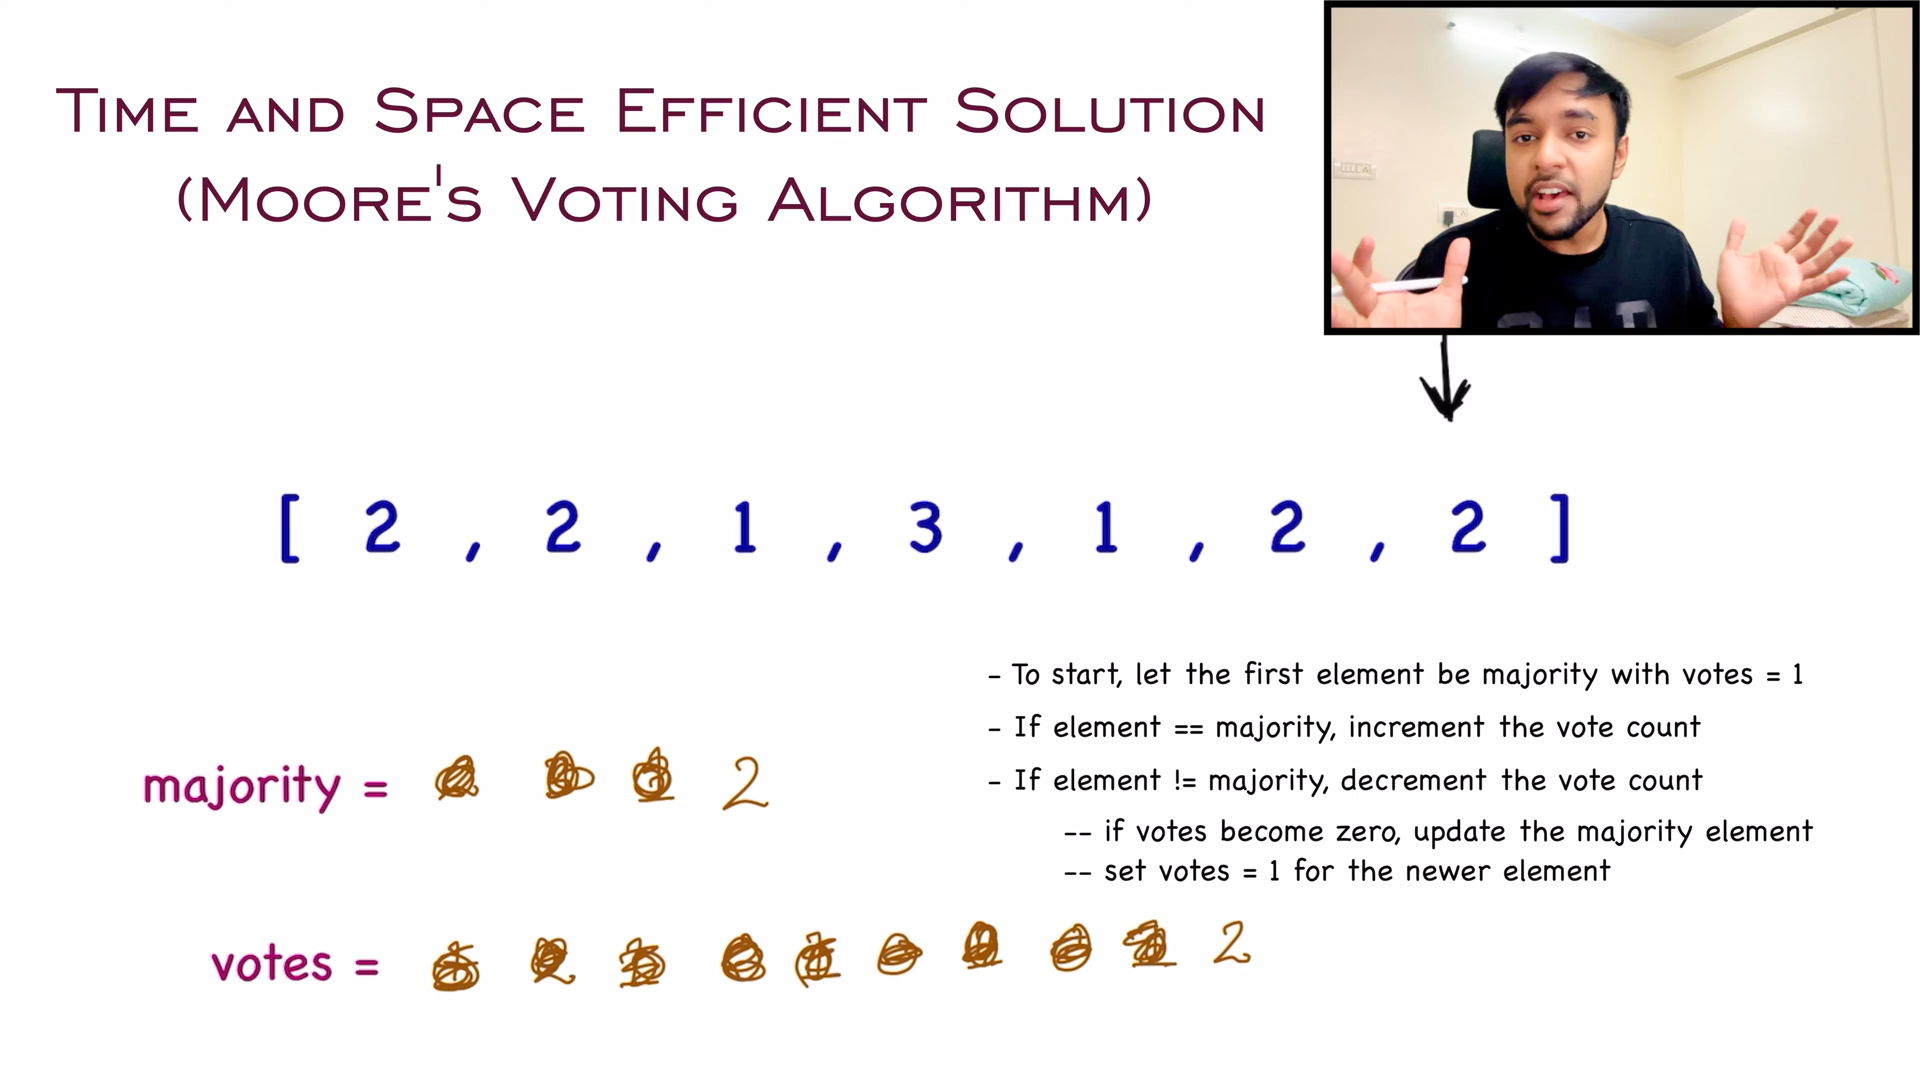 TIME AND SPACE EFFICIENT SOLUTION
(MOORE'S VOTING ALGORITHM)
[ 2 , 2 , 1 , 3 , 1 , 2 , 2 ]
- To start, let the first element be majority with votes = 1
- If element == majority, increment the vote count
- If element != majority, decrement the vote count
-- if votes become zero, update the majority element
-- set votes = 1 for the newer element
majority = 2
votes = 2